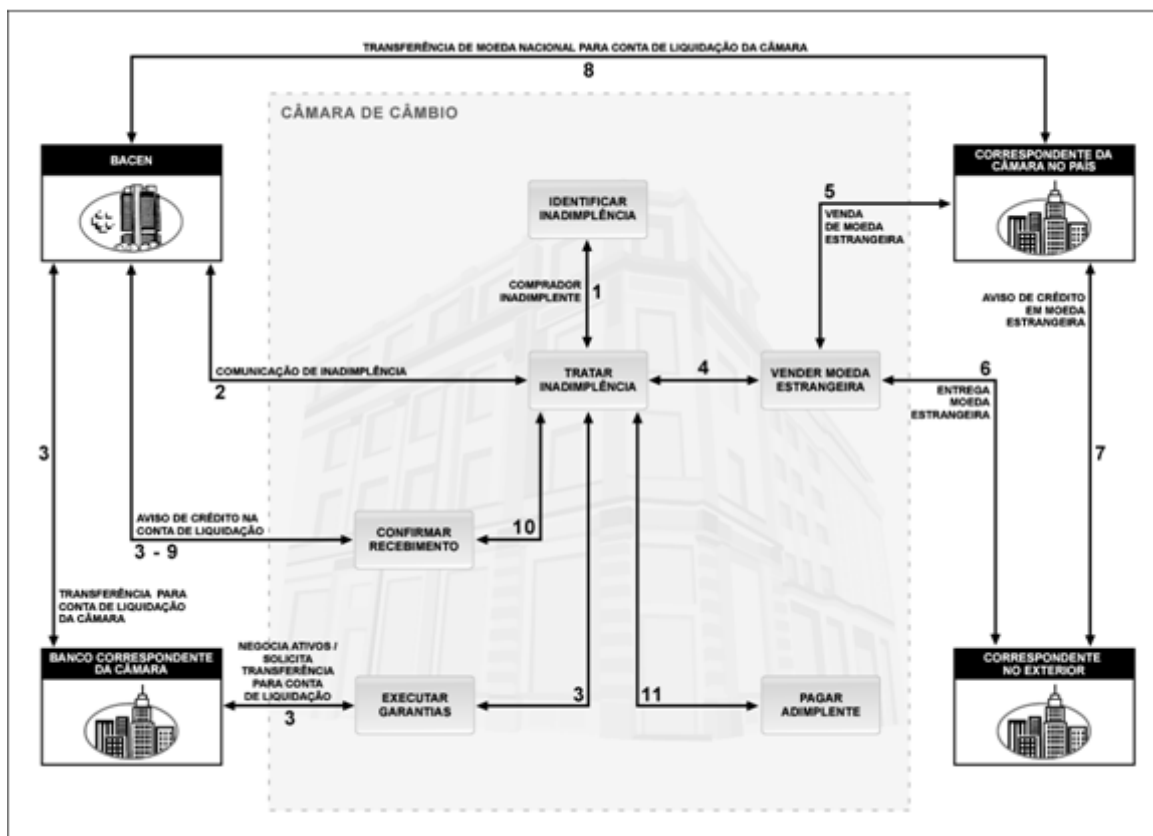 TRANSFERÊNCIA DE MOEDA NACIONAL PARA CONTA DE LIQUIDAÇÃO DA CÂMARA
8
CÂMARA DE CÂMBIO
BACEN
CORRESPONDENTE DA
CÂMARA NO PAÍS
IDENTIFICAR
INADIMPLÊNCIA
5
VENDA
DE MOEDA
ESTRANGEIRA
COMPRADOR
INADIMPLENTE
1
AVISO DE CRÉDITO
EM MOEDA
ESTRANGEIRA
COMUNICAÇÃO DE INADIMPLÊNCIA
2
TRATAR
INADIMPLÊNCIA
4
VENDER MOEDA
ESTRANGEIRA
6
ENTREGA
MOEDA
ESTRANGEIRA
3
7
AVISO DE CRÉDITO NA
CONTA DE LIQUIDAÇÃO
3 - 9
CONFIRMAR
RECEBIMENTO
10
TRANSFERÊNCIA PARA
CONTA DE LIQUIDAÇÃO
DA CÂMARA
BANCO CORRESPONDENTE
DA CÂMARA
NEGOCIA ATIVOS /
SOLICITA
TRANSFERÊNCIA
PARA CONTA
DE LIQUIDAÇÃO
3
EXECUTAR
GARANTIAS
3
11
PAGAR
ADIMPLENTE
CORRESPONDENTE
NO EXTERIOR